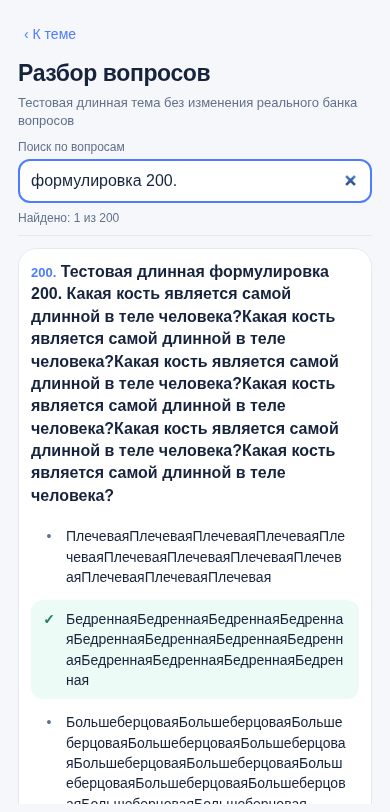 ‹ К теме
Разбор вопросов
Тестовая длинная тема без изменения реального банка
вопросов
Поиск по вопросам
формулировка 200.
Найдено: 1 из 200
200. Тестовая длинная формулировка
200. Какая кость является самой
длинной в теле человека?Какая кость
является самой длинной в теле
человека?Какая кость является самой
длинной в теле человека?Какая кость
является самой длинной в теле
человека?Какая кость является самой
длинной в теле человека?Какая кость
является самой длинной в теле
человека?
• ПлечеваяПлечеваяПлечеваяПлечеваяПле
чеваяПлечеваяПлечеваяПлечеваяПлечев
аяПлечеваяПлечеваяПлечевая
✓ БедреннаяБедреннаяБедреннаяБедренна
яБедреннаяБедреннаяБедреннаяБедренн
аяБедреннаяБедреннаяБедреннаяБедрен
ная
• БольшеберцоваяБольшеберцоваяБольше
берцоваяБольшеберцоваяБольшеберцова
яБольшеберцоваяБольшеберцоваяБольш
еберцоваяБольшеберцоваяБольшеберцов
аяБольшеберцоваяБольшеберцовая